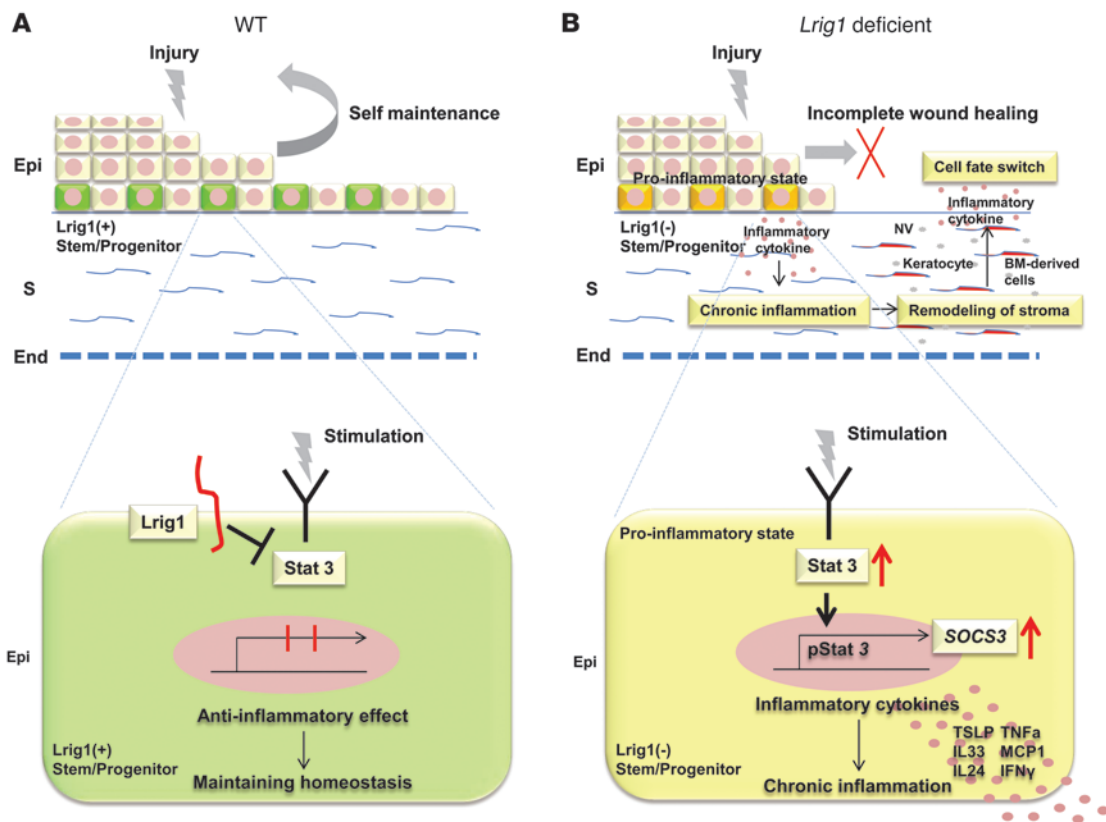 A
WT
Injury
Self maintenance
Epi
Lrig1(+)
Stem/Progenitor
S
End
Stimulation
Lrig1
Stat 3
Epi
Anti-inflammatory effect
Lrig1(+)
Stem/Progenitor
Maintaining homeostasis
B
Lrig1 deficient
Injury
Incomplete wound healing
Epi
Cell fate switch
Pro-inflammatory state
Lrig1(-)
Stem/Progenitor
Inflammatory
cytokine
NV
Inflammatory
cytokine
Keratocyte
BM-derived
cells
S
Chronic inflammation
Remodeling of stroma
End
Stimulation
Pro-inflammatory state
Stat 3
pStat 3
SOCS3
Epi
Inflammatory cytokines
TSLP TNFa
IL33 MCP1
IL24 IFNγ
Lrig1(-)
Stem/Progenitor
Chronic inflammation